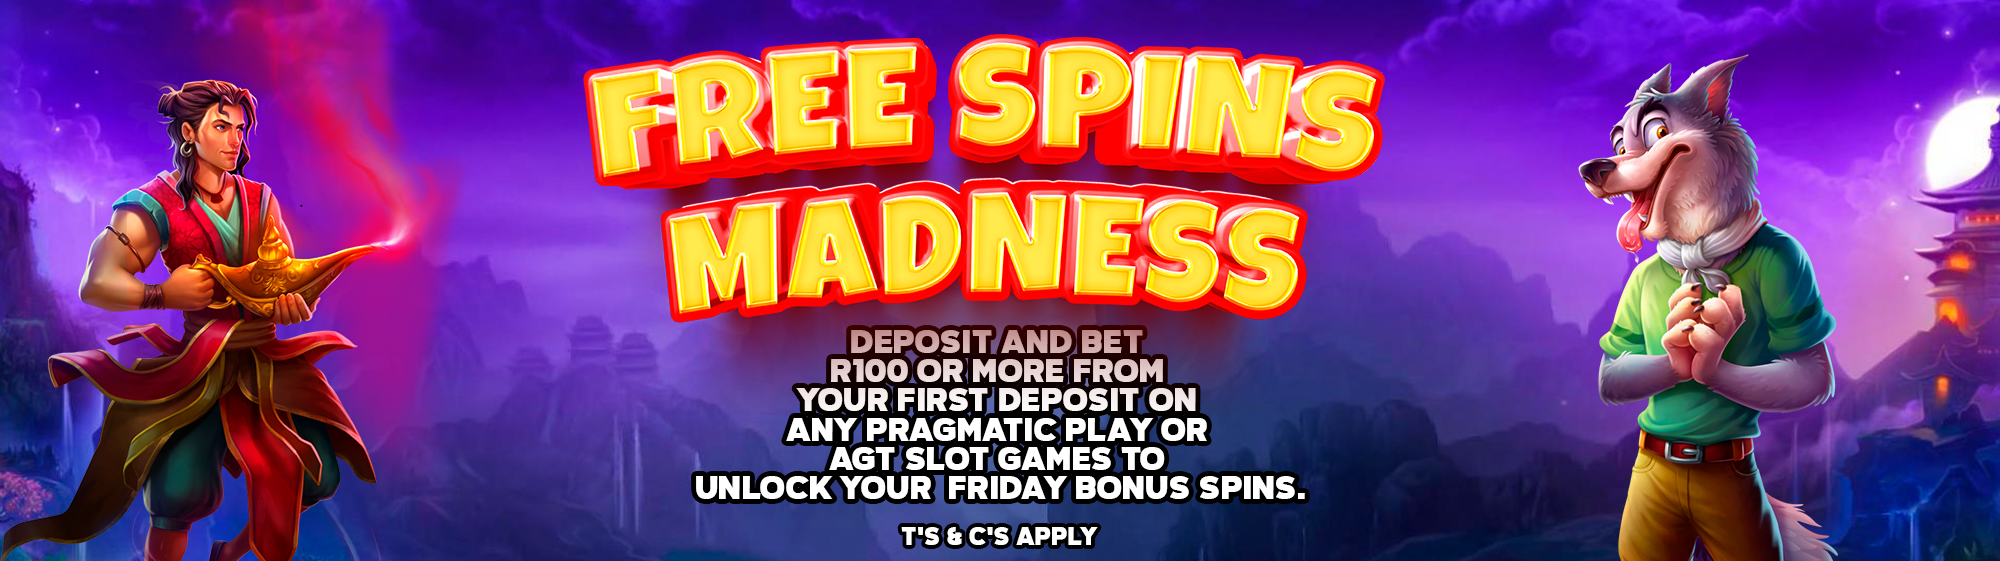 FREE SPINS
MADNESS
DEPOSIT AND BET
R100 OR MORE FROM
YOUR FIRST DEPOSIT ON
ANY PRAGMATIC PLAY OR
AGT SLOT GAMES TO
UNLOCK YOUR FRIDAY BONUS SPINS.
T'S & C'S APPLY